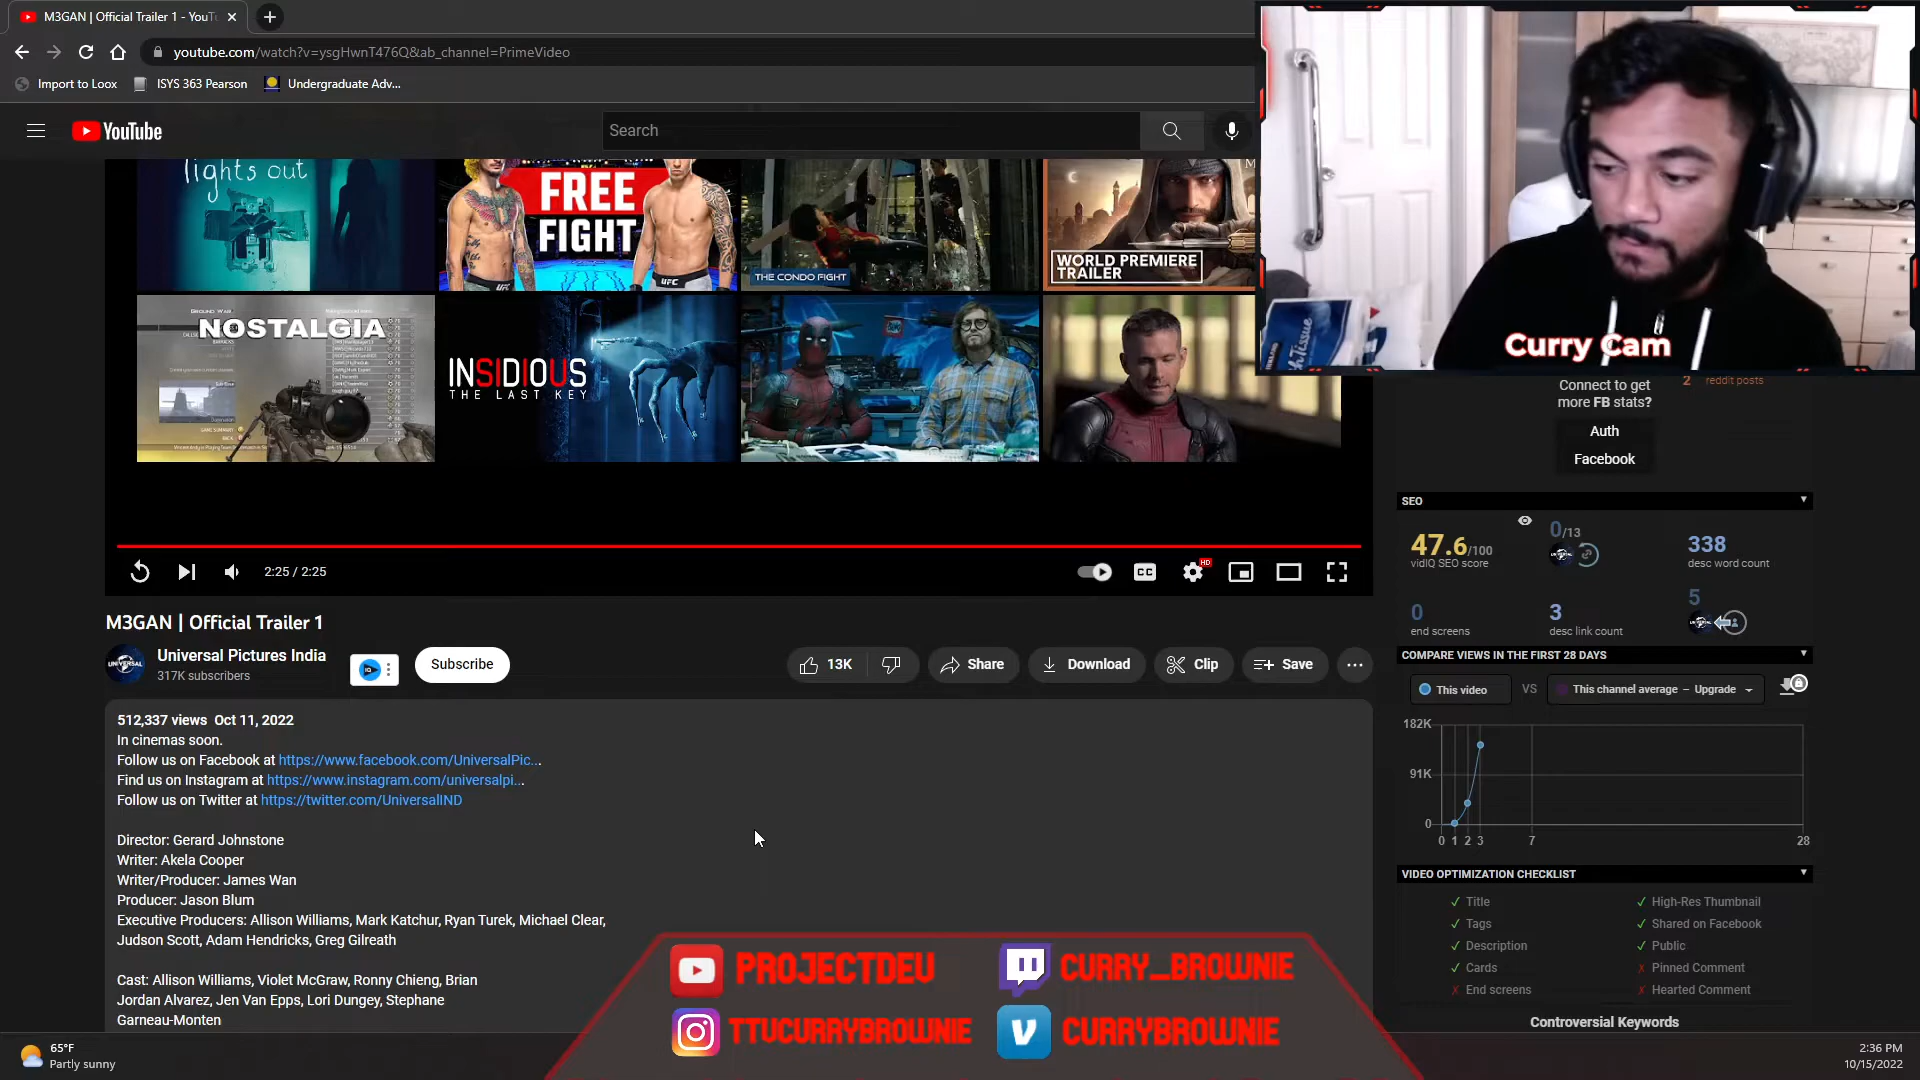 M3GAN | Official Trailer 1 - YouTu
youtube.com/watch?v=ysgHwnT476Q&ab_channel=PrimeVideo
Import to Loox
ISYS 363 Pearson
Undergraduate Adv...
YouTube
Search
lights out
FREE
FIGHT
UFC
UFC
THE CONDO FIGHT
WORLD PREMIERE
TRAILER
NOSTALGIA
INSIDIOUS
THE LAST KEY
Curry Cam
2:25 / 2:25
CC
HD
M3GAN | Official Trailer 1
Universal Pictures India
317K subscribers
Subscribe
13K
Share
Download
Clip
Save
512,337 views Oct 11, 2022
In cinemas soon.
Follow us on Facebook at https://www.facebook.com/UniversalPic...
Find us on Instagram at https://www.instagram.com/universalpi...
Follow us on Twitter at https://twitter.com/UniversalIND
Director: Gerard Johnstone
Writer: Akela Cooper
Writer/Producer: James Wan
Producer: Jason Blum
Executive Producers: Allison Williams, Mark Katchur, Ryan Turek, Michael Clear,
Judson Scott, Adam Hendricks, Greg Gilreath
Cast: Allison Williams, Violet McGraw, Ronny Chieng, Brian
Jordan Alvarez, Jen Van Epps, Lori Dungey, Stephane
Garneau-Monten
Connect to get
more FB stats?
Auth
Facebook
2 reddit posts
SEO
47.6/100
vidIQ SEO score
0/13
338
desc word count
0
end screens
3
desc link count
5
COMPARE VIEWS IN THE FIRST 28 DAYS
This video
VS
This channel average – Upgrade
182K
91K
0
0 1 2 3 7 28
VIDEO OPTIMIZATION CHECKLIST
Title
Tags
Description
Cards
End screens
High-Res Thumbnail
Shared on Facebook
Public
Pinned Comment
Hearted Comment
Controversial Keywords
PROJECTDEV
CURRY_BROWNIE
TTUCURRYBROWNIE
CURRYBROWNIE
65°F
Partly sunny
2:36 PM
10/15/2022